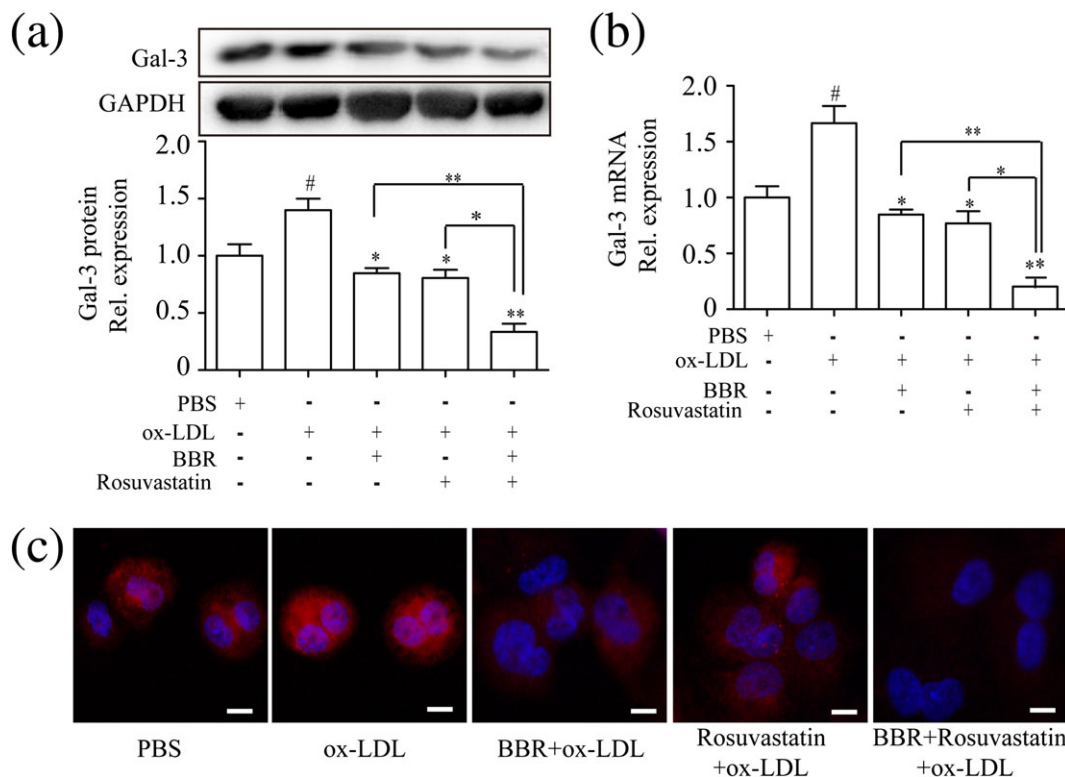 (a)
Gal-3
GAPDH
Gal-3 protein
Rel. expression
2.0
1.5
1.0
0.5
0
#
*
*
**
**
*
PBS + - - - -
ox-LDL - + + + +
BBR - - + - +
Rosuvastatin - - - + +
(b)
Gal-3 mRNA
Rel. expression
2.0
1.5
1.0
0.5
0
#
*
*
**
**
*
PBS + - - - -
ox-LDL - + + + +
BBR - - + - +
Rosuvastatin - - - + +
(c)
PBS
ox-LDL
BBR+ox-LDL
Rosuvastatin
+ox-LDL
BBR+Rosuvastatin
+ox-LDL